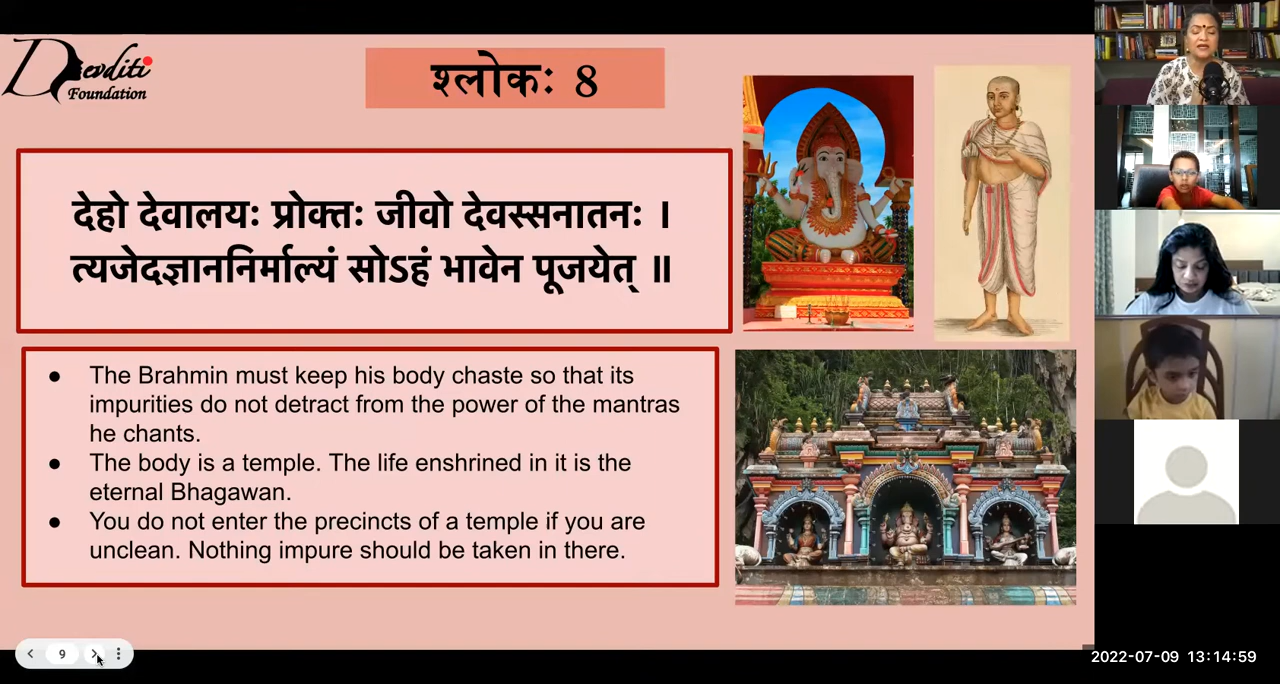 Devditi
Foundation
श्लोकः 8
देहो देवालयः प्रोक्तः जीवो देवस्सनातनः ।
त्यजेदज्ञाननिर्माल्यं सोऽहं भावेन पूजयेत् ॥
● The Brahmin must keep his body chaste so that its
impurities do not detract from the power of the mantras
he chants.
● The body is a temple. The life enshrined in it is the
eternal Bhagawan.
● You do not enter the precincts of a temple if you are
unclean. Nothing impure should be taken in there.
9
2022-07-09 13:14:59